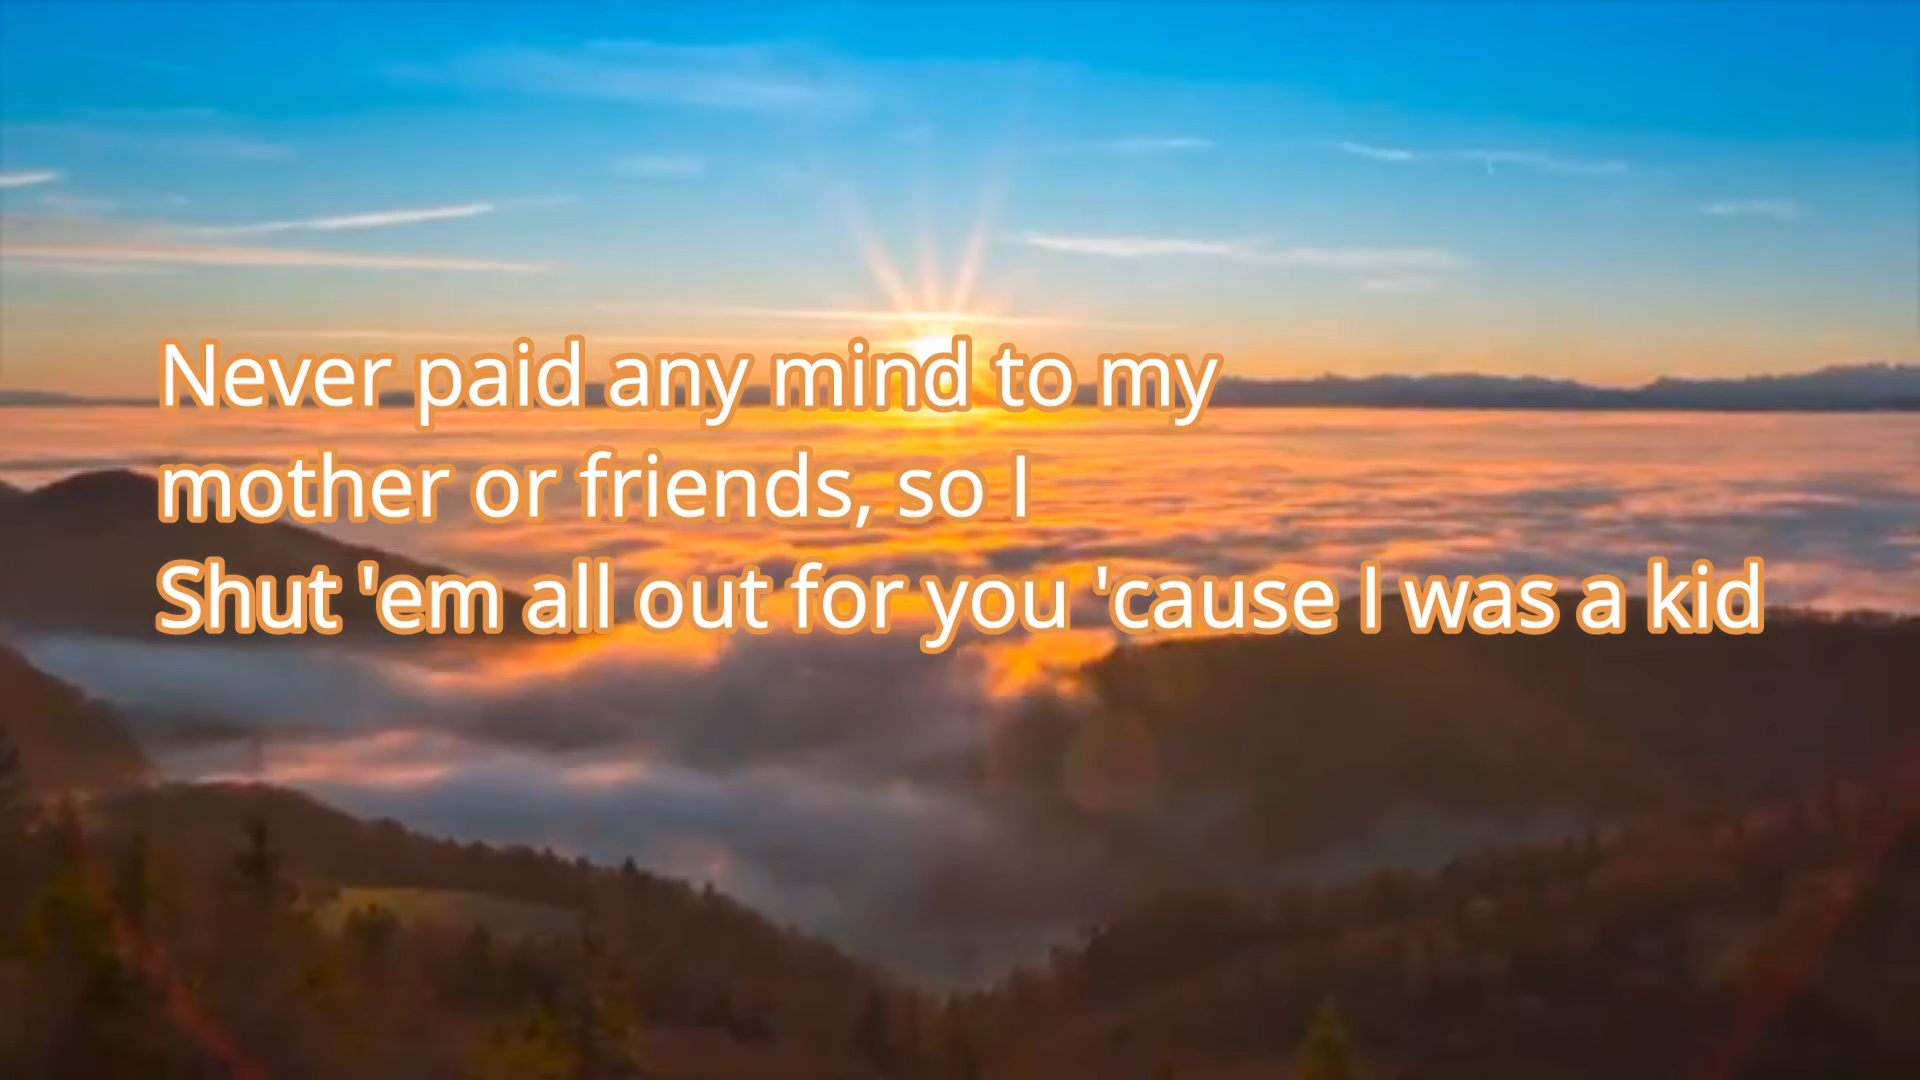 Never paid any mind to my
mother or friends, so I
Shut 'em all out for you 'cause I was a kid